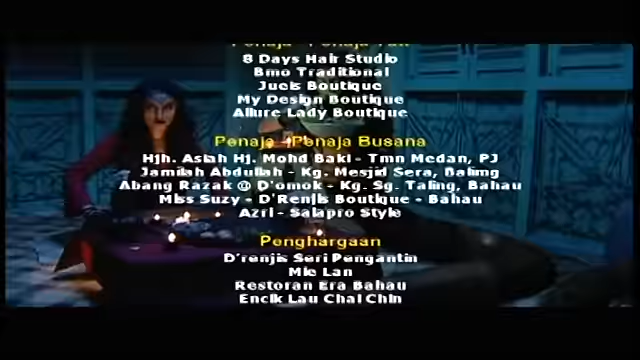 8 Days Hair Studio
Bmo Traditional
Juels Boutique
My Design Boutique
Allure Lady Boutique
Penaja - Penaja Busana
Hjh. Asiah Hj. Mohd Baki - Tmn Medan, PJ
Jamilah Abdullah - Kg. Mesjid Sera, Baling
Abang Razak @ D'omok - Kg. Sg. Taling, Bahau
Miss Suzy - D'Renjis Boutique - Bahau
Azri - Salapro Style
Penghargaan
D'renjis Seri Pengantin
Mie Lan
Restoran Era Bahau
Encik Lau Chai Chin